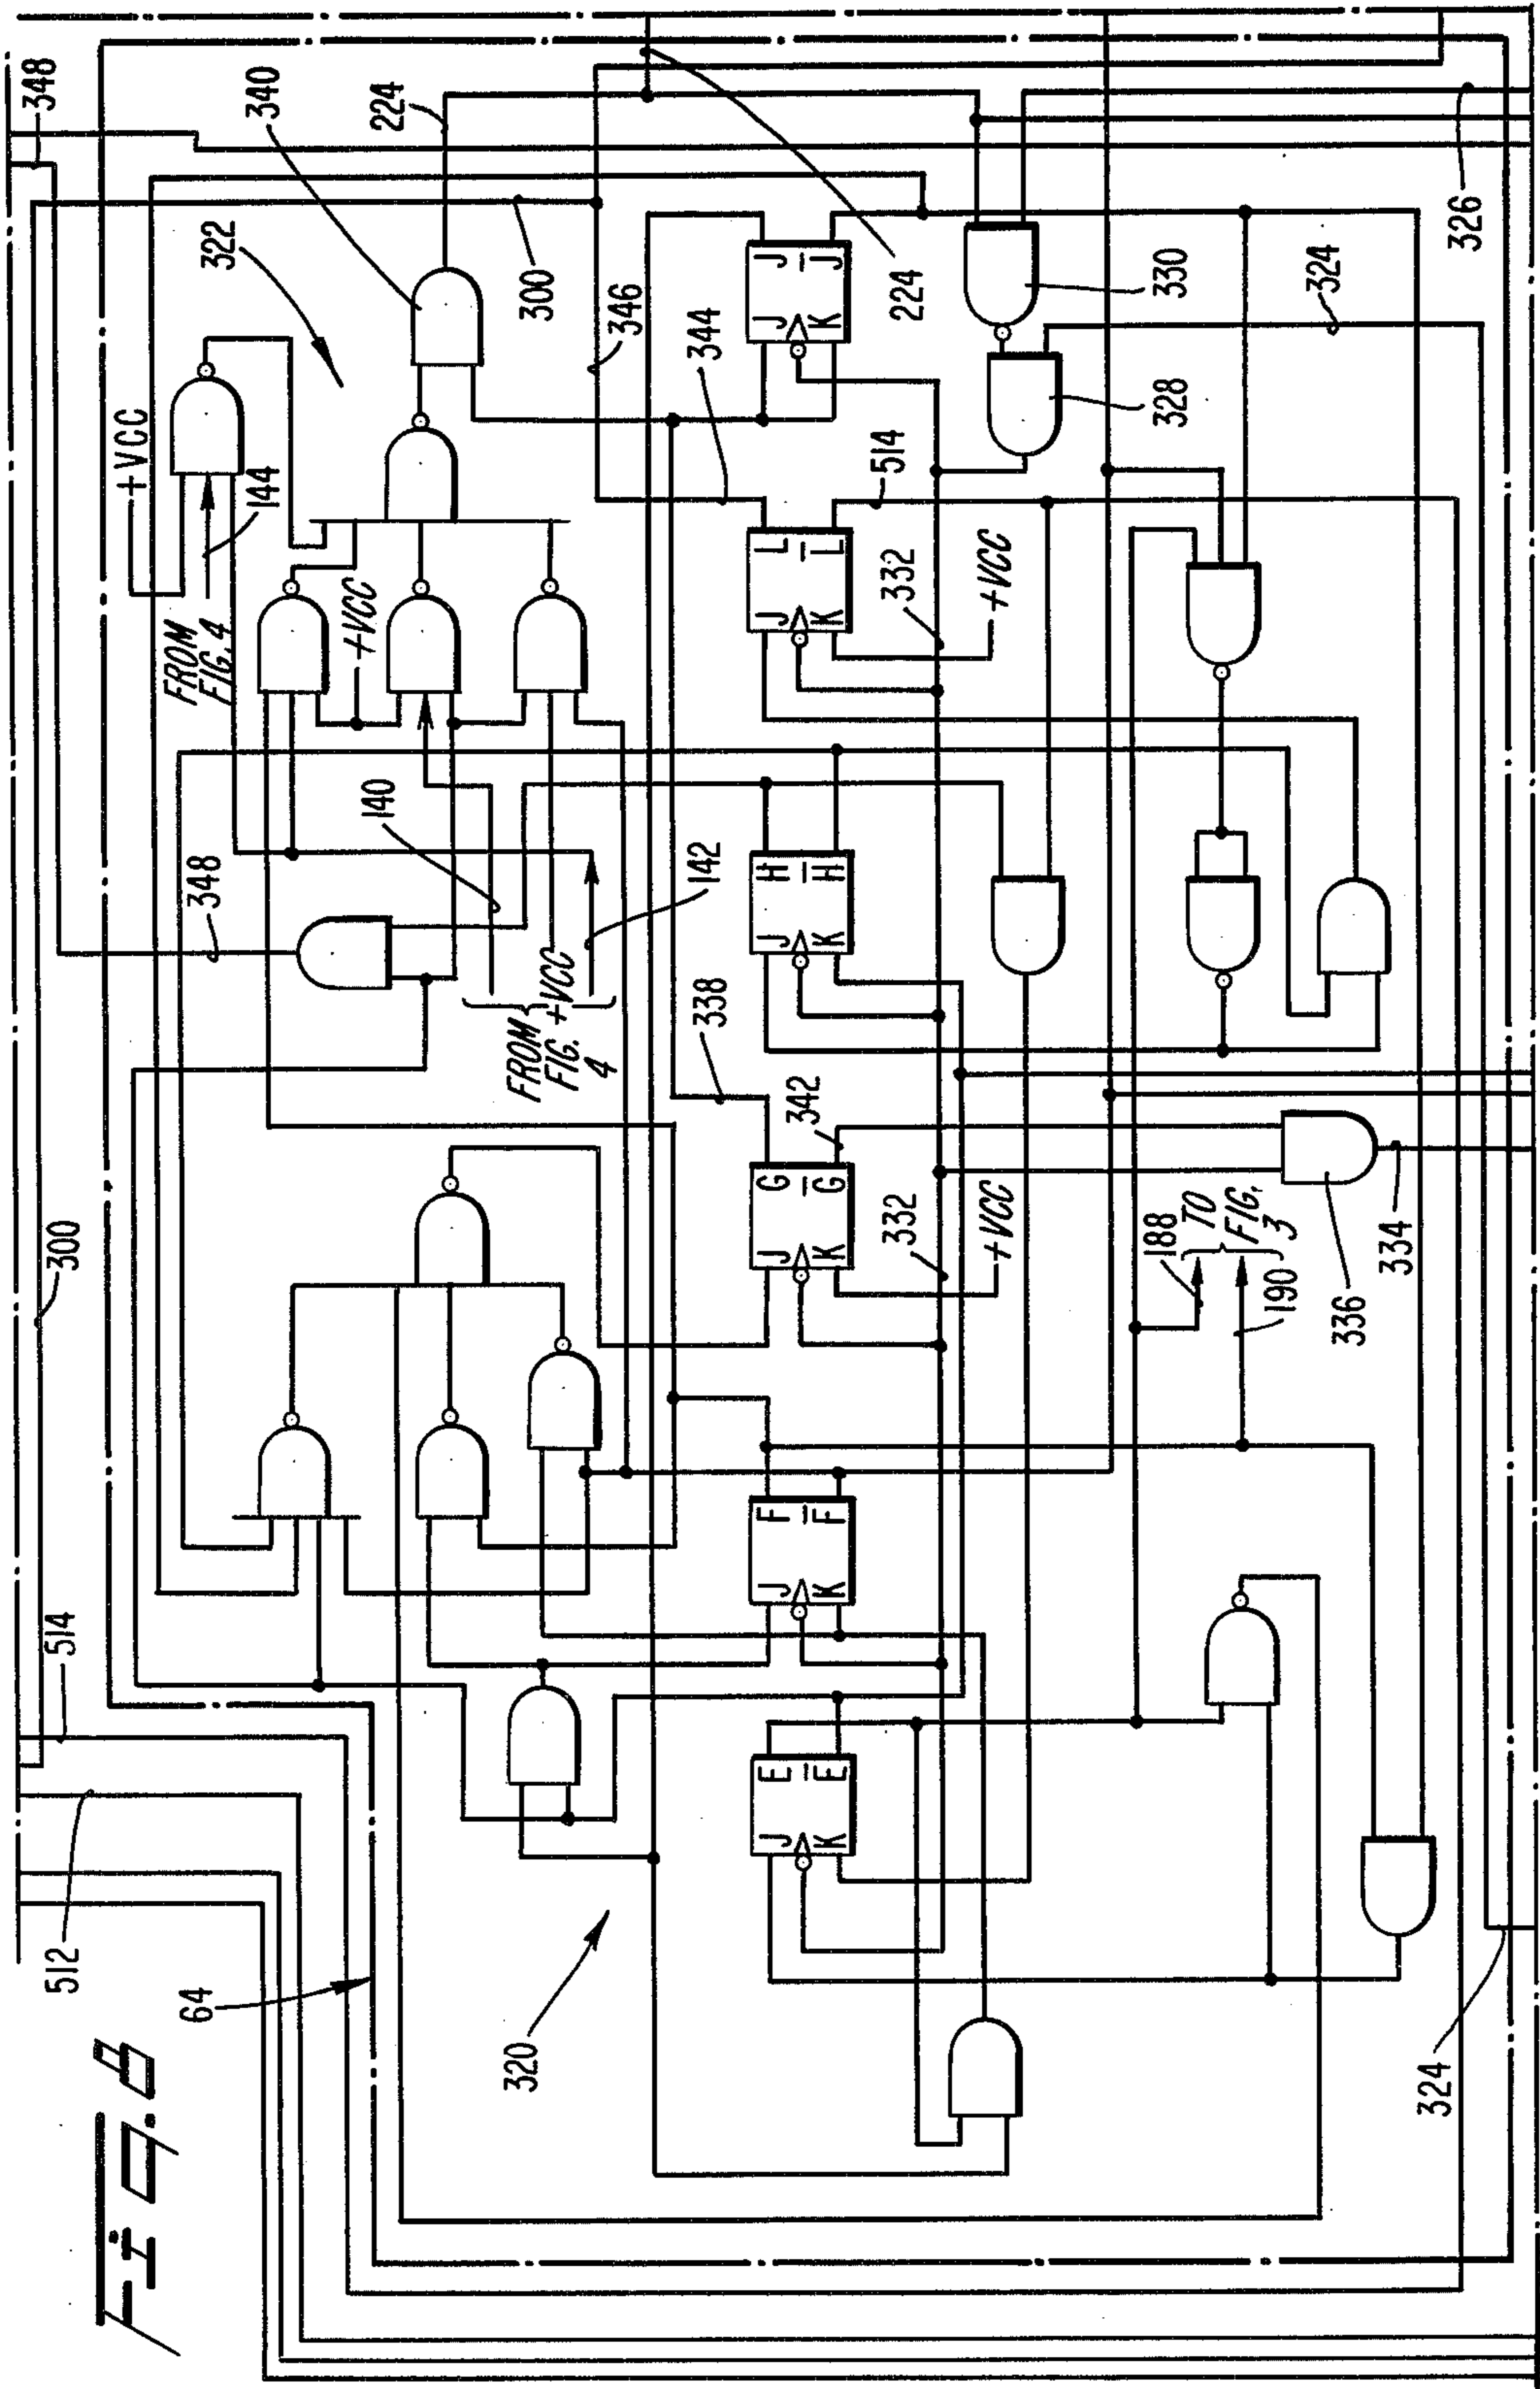 Fig. 8
512
514
300
348
348
64
320
322
340
224
+VCC
144
FROM
FIG. 4
+VCC
140
FROM
FIG.
4
+VCC
142
338
342
344
346
300
224
J
K
E
E̅
J
K
F
F̅
J
K
G
G̅
J
K
H
H̅
J
K
L
L̅
J
K
J
J̅
332
+VCC
332
+VCC
514
328
330
324
326
188
TO
FIG.
3
190
336
334
324